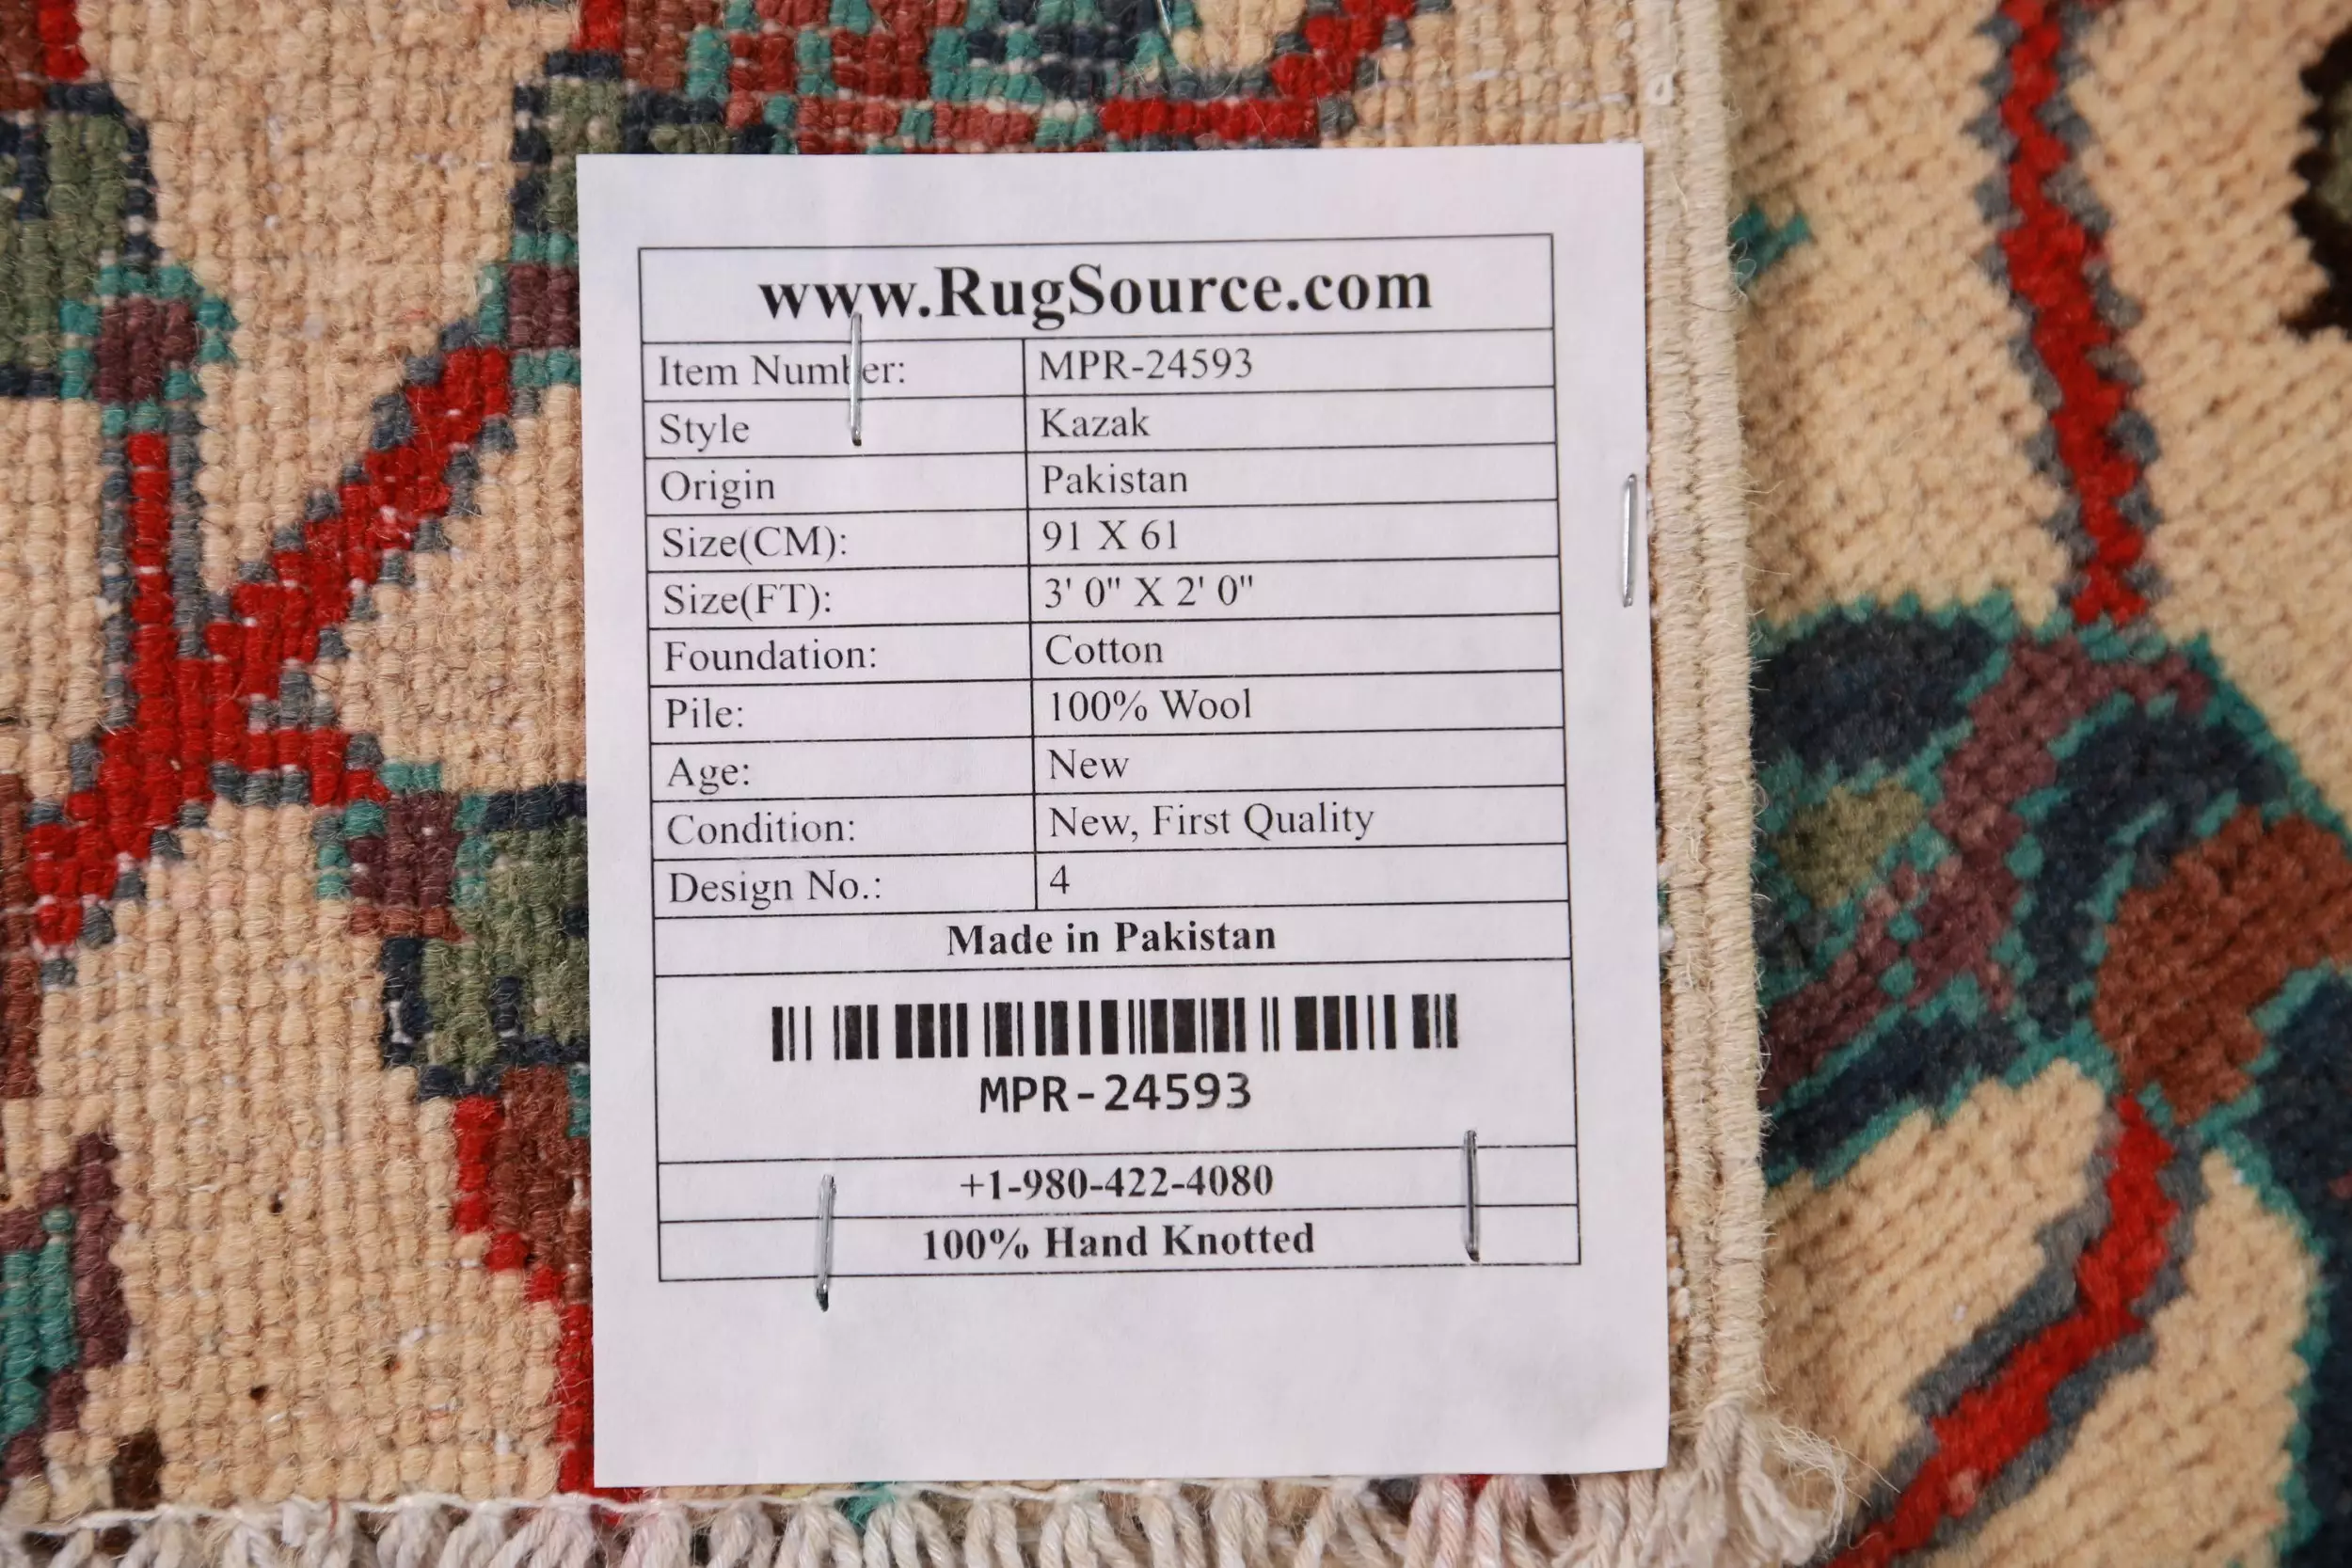 www.RugSource.com
Item Number: MPR-24593
Style Kazak
Origin Pakistan
Size(CM): 91 X 61
Size(FT): 3' 0" X 2' 0"
Foundation: Cotton
Pile: 100% Wool
Age: New
Condition: New, First Quality
Design No.: 4
Made in Pakistan
MPR-24593
+1-980-422-4080
100% Hand Knotted